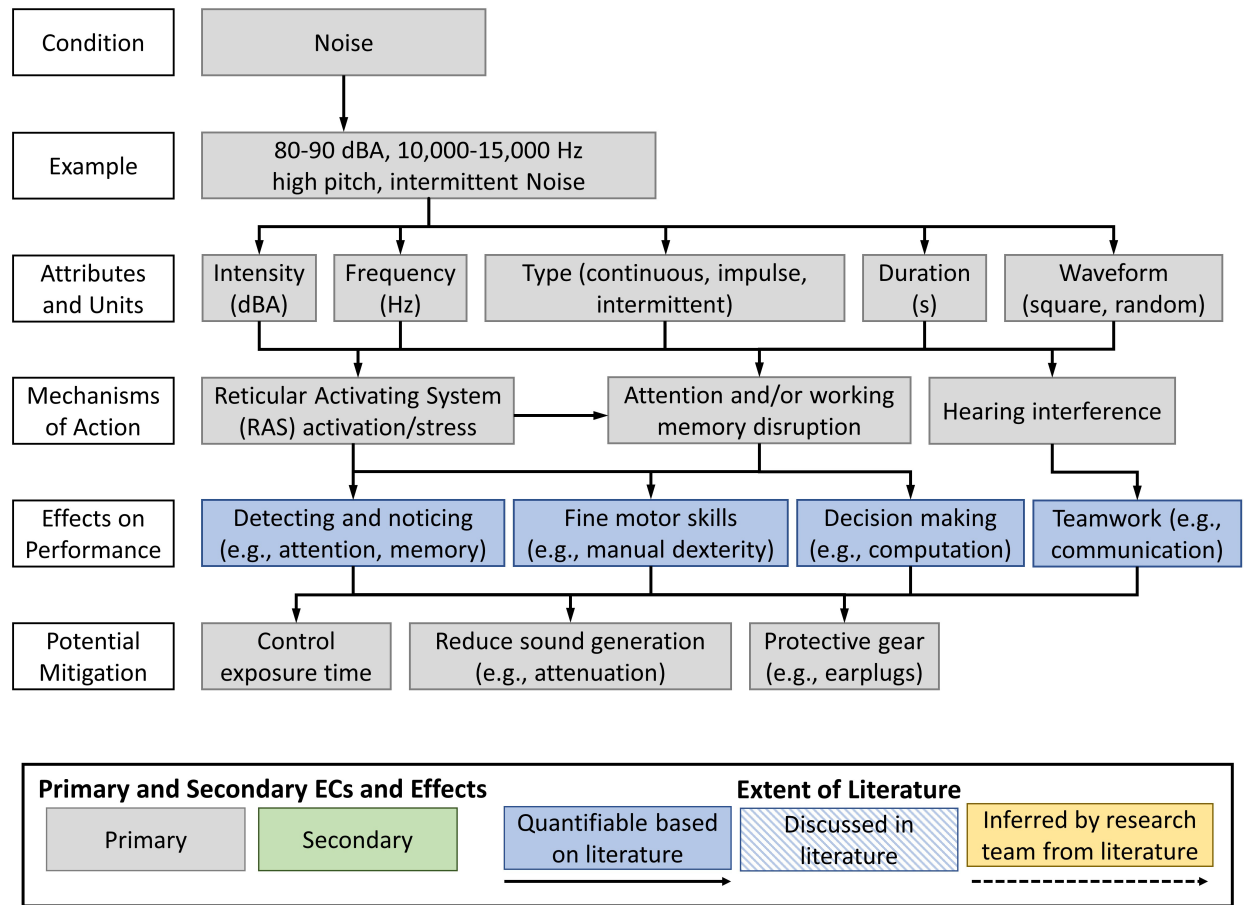 Condition
Noise
Example
80-90 dBA, 10,000-15,000 Hz
high pitch, intermittent Noise
Attributes
and Units
Intensity
(dBA)
Frequency
(Hz)
Type (continuous, impulse,
intermittent)
Duration
(s)
Waveform
(square, random)
Mechanisms
of Action
Reticular Activating System
(RAS) activation/stress
Attention and/or working
memory disruption
Hearing interference
Effects on
Performance
Detecting and noticing
(e.g., attention, memory)
Fine motor skills
(e.g., manual dexterity)
Decision making
(e.g., computation)
Teamwork (e.g.,
communication)
Potential
Mitigation
Control
exposure time
Reduce sound generation
(e.g., attenuation)
Protective gear
(e.g., earplugs)
Primary and Secondary ECs and Effects
Primary
Secondary
Extent of Literature
Quantifiable based
on literature
Discussed in
literature
Inferred by research
team from literature